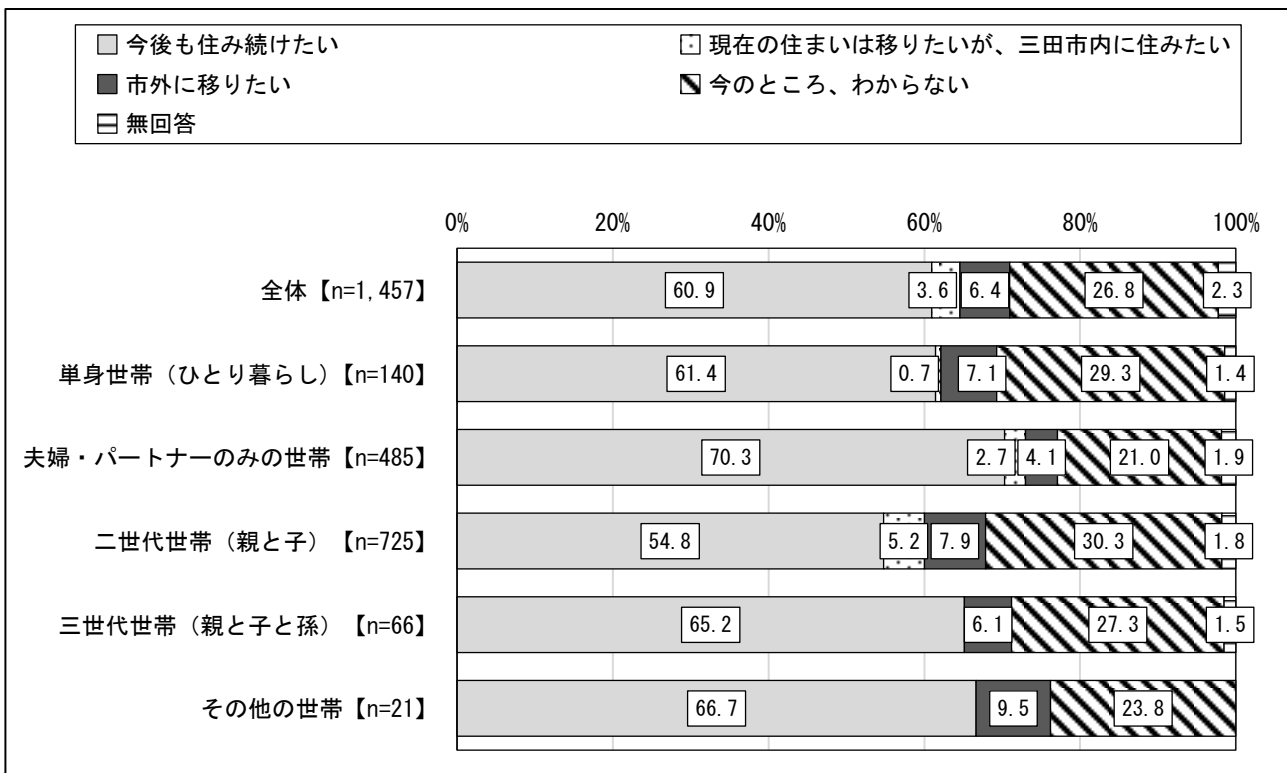 今後も住み続けたい
現在の住まいは移りたいが、三田市内に住みたい
市外に移りたい
今のところ、わからない
無回答
0% 20% 40% 60% 80% 100%
全体【n=1,457】 60.9 3.6 6.4 26.8 2.3
単身世帯（ひとり暮らし）【n=140】 61.4 0.7 7.1 29.3 1.4
夫婦・パートナーのみの世帯【n=485】 70.3 2.7 4.1 21.0 1.9
二世代世帯（親と子）【n=725】 54.8 5.2 7.9 30.3 1.8
三世代世帯（親と子と孫）【n=66】 65.2 6.1 27.3 1.5
その他の世帯【n=21】 66.7 9.5 23.8